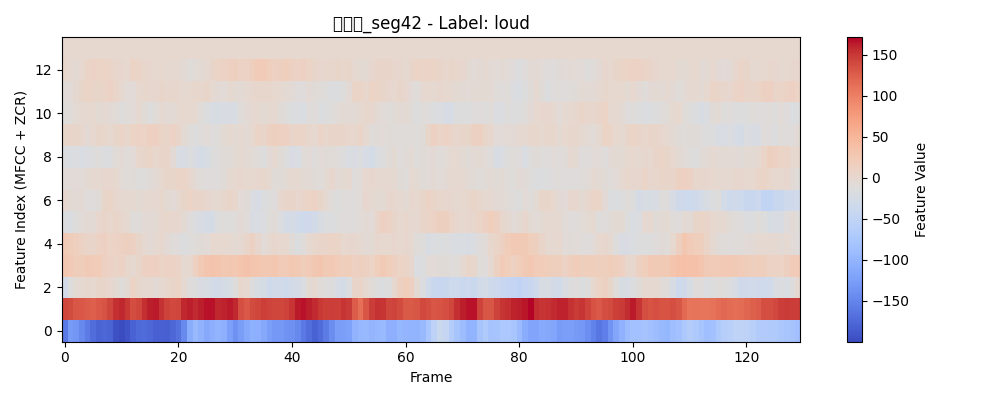 _seg42 - Label: loud
12
10
8
6
4
2
0
Feature Index (MFCC + ZCR)
0 20 40 60 80 100 120
Frame
150
100
50
0
−50
−100
−150
Feature Value